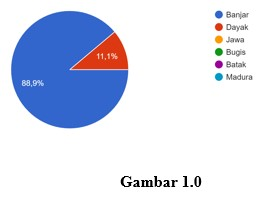 Banjar
Dayak
Jawa
Bugis
Batak
Madura
11,1%
88,9%
Gambar 1.0